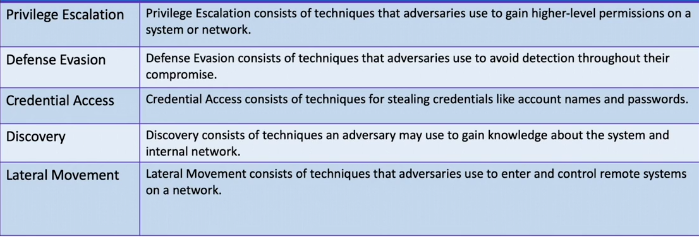 Privilege Escalation
Privilege Escalation consists of techniques that adversaries use to gain higher-level permissions on a
system or network.
Defense Evasion
Defense Evasion consists of techniques that adversaries use to avoid detection throughout their
compromise.
Credential Access
Credential Access consists of techniques for stealing credentials like account names and passwords.
Discovery
Discovery consists of techniques an adversary may use to gain knowledge about the system and
internal network.
Lateral Movement
Lateral Movement consists of techniques that adversaries use to enter and control remote systems
on a network.